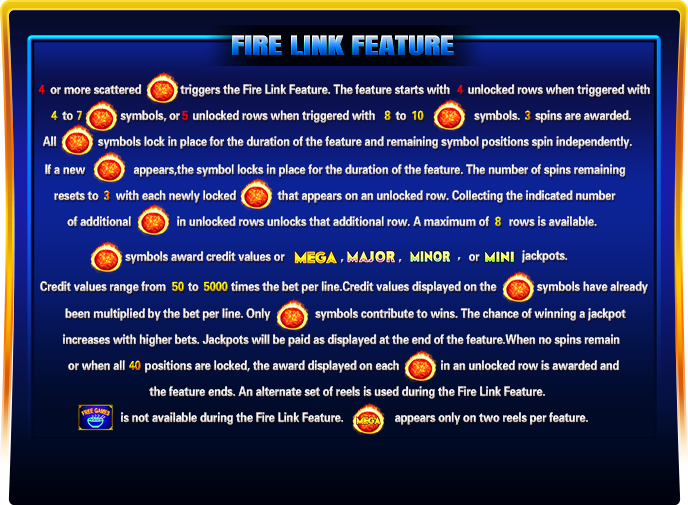 FIRE LINK FEATURE
4 or more scattered triggers the Fire Link Feature. The feature starts with 4 unlocked rows when triggered with
4 to 7 symbols, or 5 unlocked rows when triggered with 8 to 10 symbols. 3 spins are awarded.
All symbols lock in place for the duration of the feature and remaining symbol positions spin independently.
If a new appears,the symbol locks in place for the duration of the feature. The number of spins remaining
resets to 3 with each newly locked that appears on an unlocked row. Collecting the indicated number
of additional in unlocked rows unlocks that additional row. A maximum of 8 rows is available.
symbols award credit values or MEGA , MAJOR , MINOR , or MINI jackpots.
Credit values range from 50 to 5000 times the bet per line.Credit values displayed on the symbols have already
been multiplied by the bet per line. Only symbols contribute to wins. The chance of winning a jackpot
increases with higher bets. Jackpots will be paid as displayed at the end of the feature.When no spins remain
or when all 40 positions are locked, the award displayed on each in an unlocked row is awarded and
the feature ends. An alternate set of reels is used during the Fire Link Feature.
FREE GAMES is not available during the Fire Link Feature. MEGA appears only on two reels per feature.